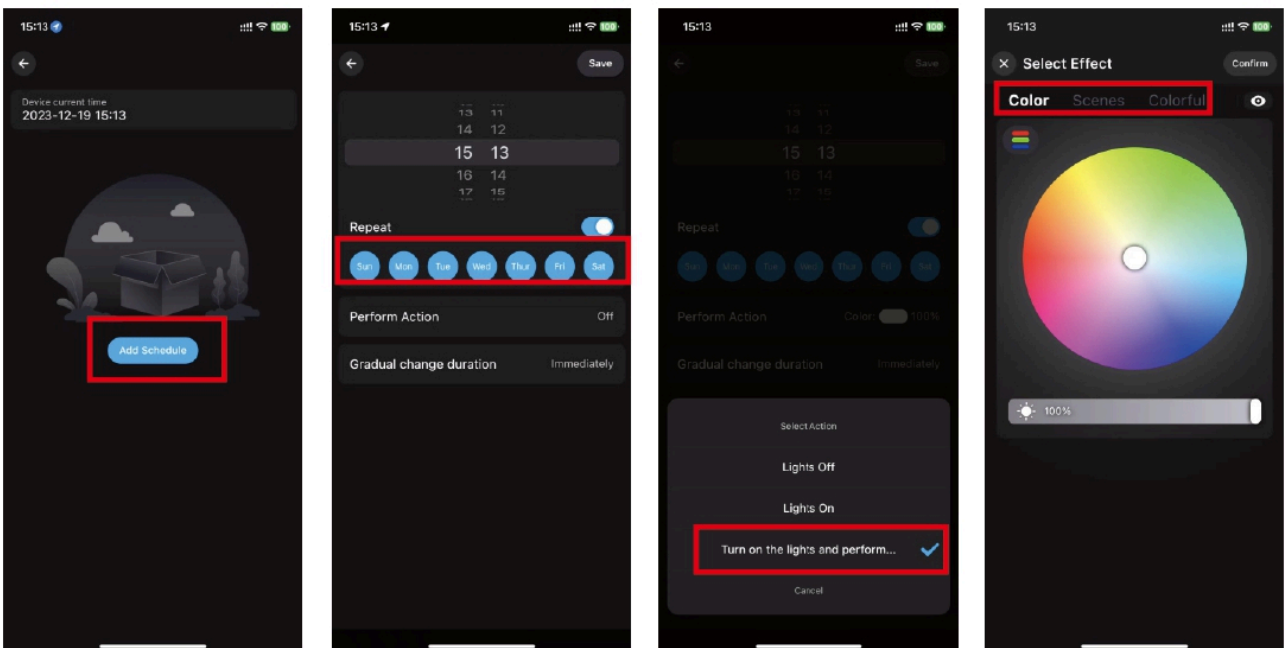 15:13
100
Device current time
2023-12-19 15:13
Add Schedule
15:13
100
Save
13 11
14 12
15 13
16 14
17 15
Repeat
Sun Mon Tue Wed Thur Fri Sat
Perform Action Off
Gradual change duration Immediately
15:13
100
Save
13 11
14 12
15 13
16 14
17 15
Repeat
Sun Mon Tue Wed Thur Fri Sat
Perform Action Color: 100%
Gradual change duration Immediately
Select Action
Lights Off
Lights On
Turn on the lights and perform...
Cancel
15:13
100
Select Effect Confirm
Color Scenes Colorful
100%